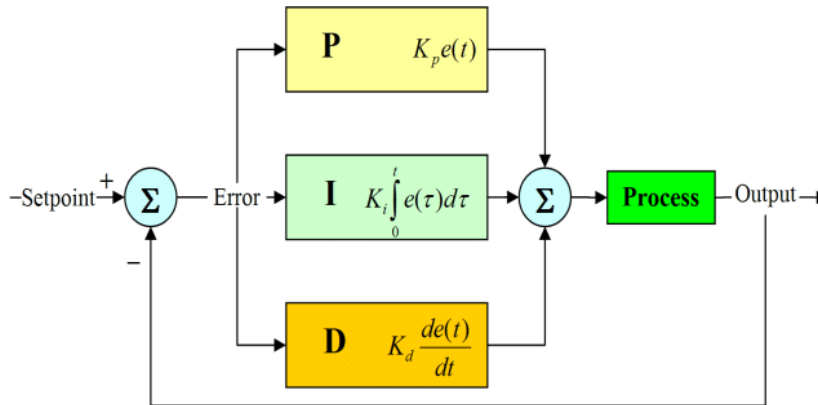 P K_p e(t)
–Setpoint + Σ Error I K_i ∫_0^t e(τ)dτ Σ Process Output
−
D K_d de(t)/dt